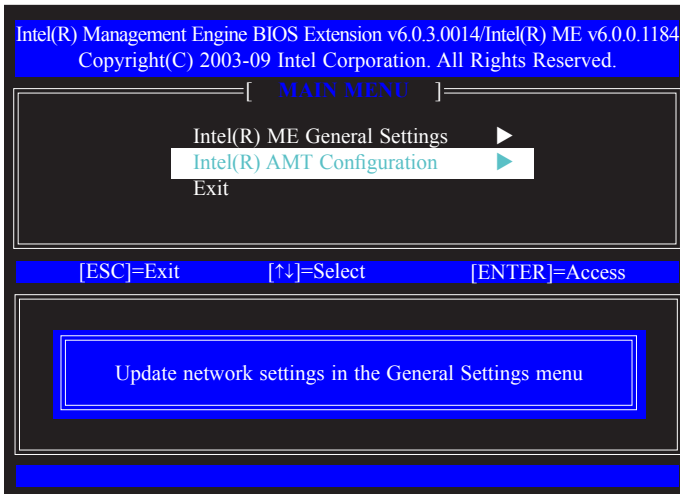 Intel(R) Management Engine BIOS Extension v6.0.3.0014/Intel(R) ME v6.0.0.1184
Copyright(C) 2003-09 Intel Corporation. All Rights Reserved.
[ MAIN MENU ]
Intel(R) ME General Settings ▶
Intel(R) AMT Configuration ▶
Exit
[ESC]=Exit [↑↓]=Select [ENTER]=Access
Update network settings in the General Settings menu